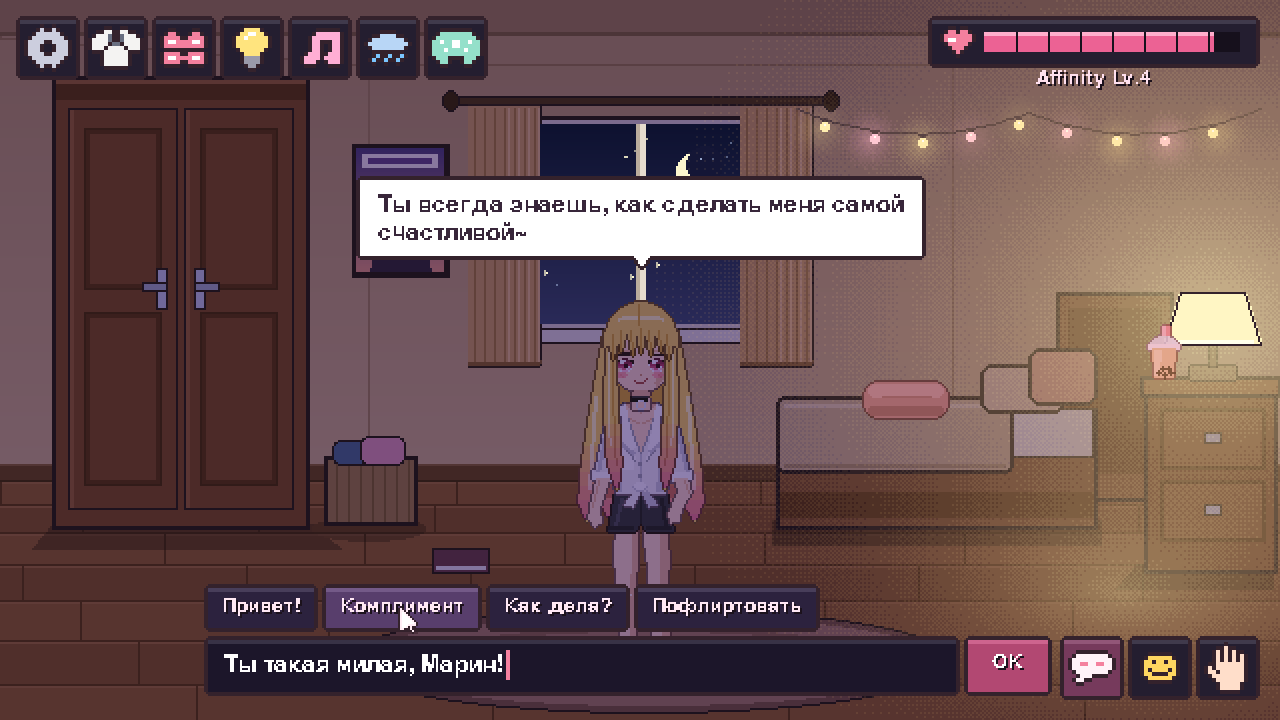 Affinity Lv.4
Ты всегда знаешь, как сделать меня самой
счастливой~
Привет!
Комплимент
Как дела?
Пофлиртовать
Ты такая милая, Марин!
ОК